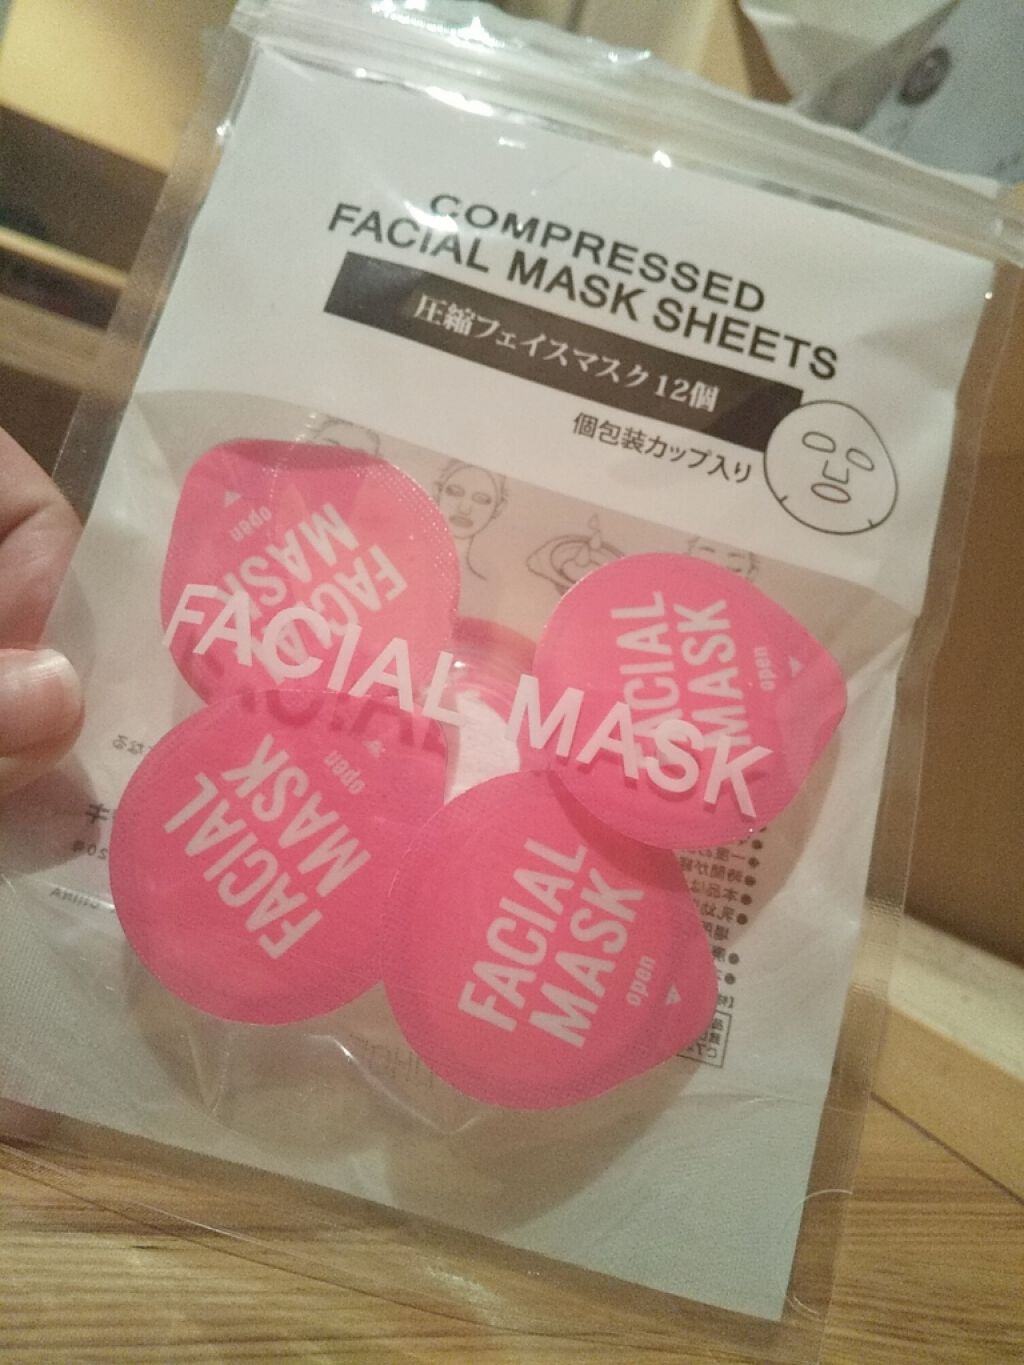 COMPRESSED
FACIAL MASK SHEETS
圧縮フェイスマスク12個
個包装カップ入り
open
FACIAL
MASK
FACIAL
MASK
open
FACIAL MASK
open
FACIAL
MASK
FACIAL
MASK
open
CHINA